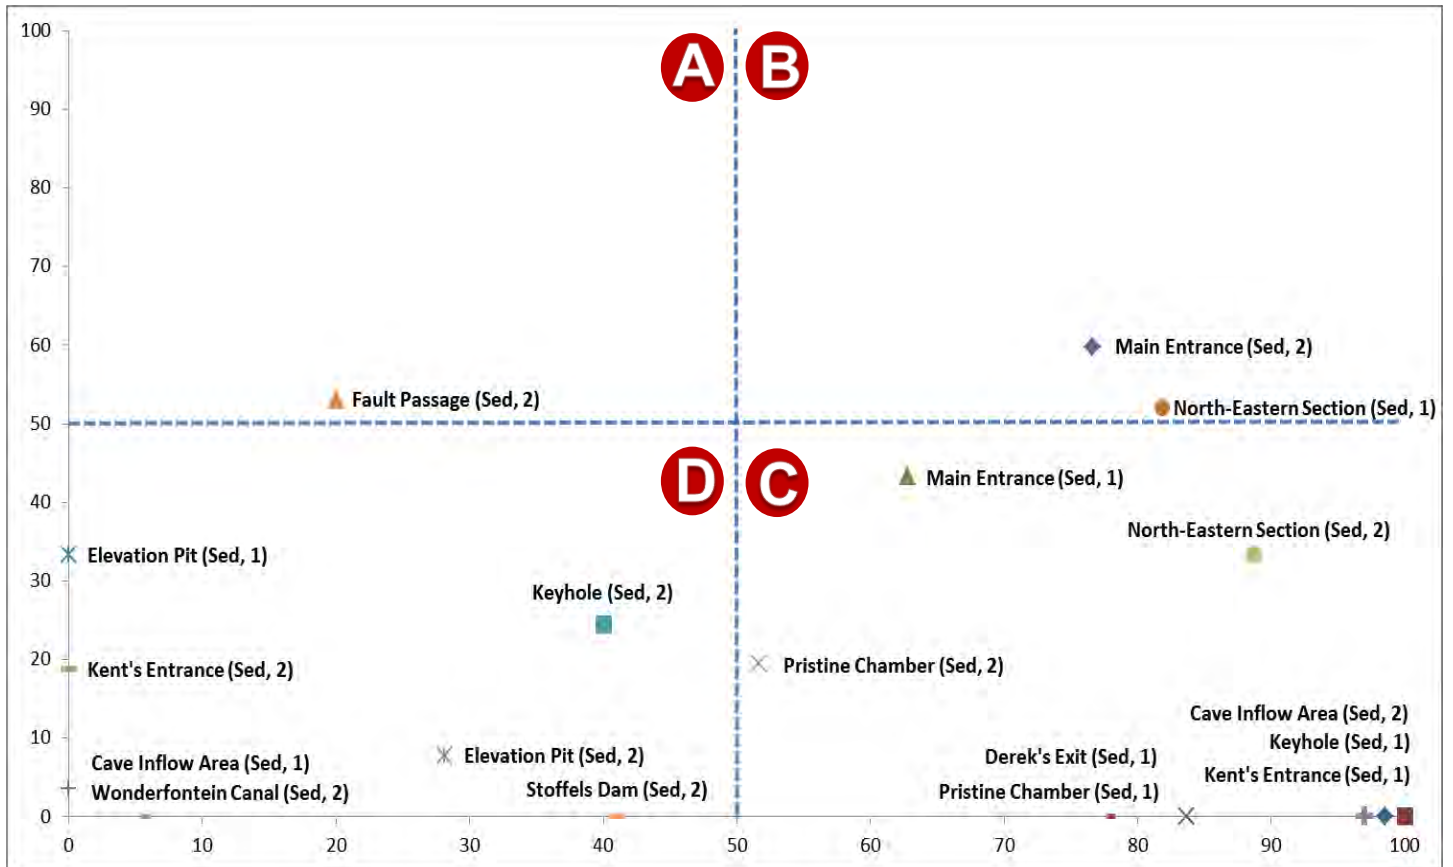 100
A B
90
80
70
60
Main Entrance (Sed, 2)
Fault Passage (Sed, 2)
North-Eastern Section (Sed, 1)
50
D C
Main Entrance (Sed, 1)
40
North-Eastern Section (Sed, 2)
Elevation Pit (Sed, 1)
30
Keyhole (Sed, 2)
20
Kent's Entrance (Sed, 2)
Pristine Chamber (Sed, 2)
Cave Inflow Area (Sed, 2)
10
Keyhole (Sed, 1)
Elevation Pit (Sed, 2)
Derek's Exit (Sed, 1)
Cave Inflow Area (Sed, 1)
Kent's Entrance (Sed, 1)
Wonderfontein Canal (Sed, 2)
Stoffels Dam (Sed, 2)
Pristine Chamber (Sed, 1)
0
0 10 20 30 40 50 60 70 80 90 100